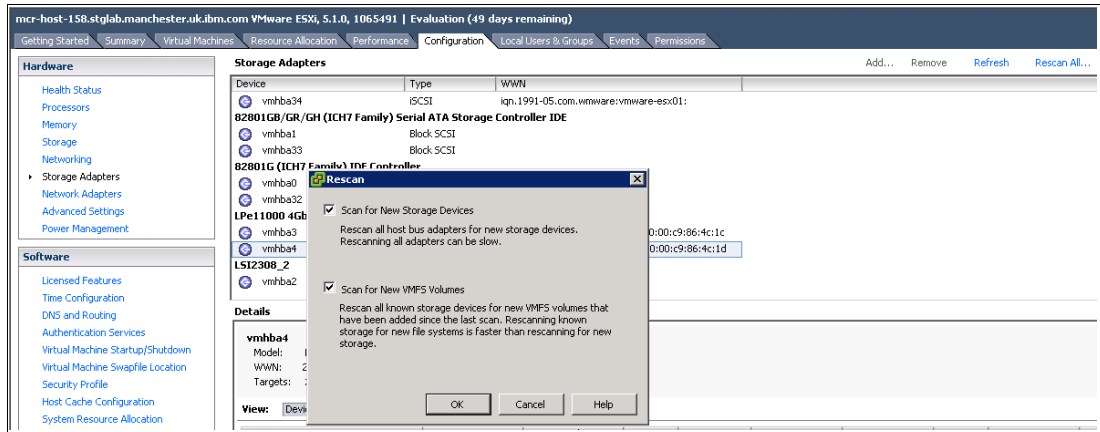 mcr-host-158.stglab.manchester.uk.ibm.com VMware ESXi, 5.1.0, 1065491 | Evaluation (49 days remaining)
Getting Started Summary Virtual Machines Resource Allocation Performance Configuration Local Users & Groups Events Permissions
Hardware
Health Status
Processors
Memory
Storage
Networking
Storage Adapters
Network Adapters
Advanced Settings
Power Management
Software
Licensed Features
Time Configuration
DNS and Routing
Authentication Services
Virtual Machine Startup/Shutdown
Virtual Machine Swapfile Location
Security Profile
Host Cache Configuration
System Resource Allocation
Storage Adapters Add... Remove Refresh Rescan All...
Device Type WWN
vmhba34 iSCSI iqn.1991-05.com.vmware:vmware-esx01:
82801GB/GR/GH (ICH7 Family) Serial ATA Storage Controller IDE
vmhba1 Block SCSI
vmhba33 Block SCSI
82801G (ICH7 Family) IDE Controller
vmhba0
vmhba32
LPe11000 4Gb
vmhba3 0:00:c9:86:4c:1c
vmhba4 0:00:c9:86:4c:1d
LSI2308_2
vmhba2
Details
vmhba4
Model:
WWN: 2
Targets:
View: Devi
Rescan
Scan for New Storage Devices
Rescan all host bus adapters for new storage devices.
Rescanning all adapters can be slow.
Scan for New VMFS Volumes
Rescan all known storage devices for new VMFS volumes that
have been added since the last scan. Rescanning known
storage for new file systems is faster than rescanning for new
storage.
OK Cancel Help